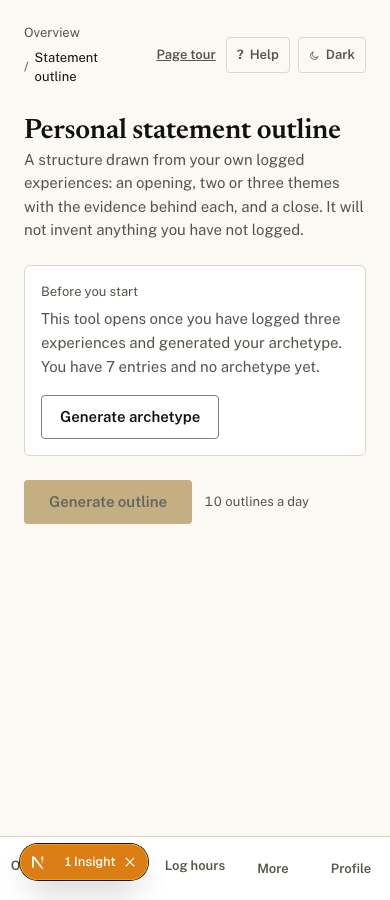 Overview
/ Statement outline
Page tour
? Help
Dark
Personal statement outline
A structure drawn from your own logged
experiences: an opening, two or three themes
with the evidence behind each, and a close. It will
not invent anything you have not logged.
Before you start
This tool opens once you have logged three
experiences and generated your archetype.
You have 7 entries and no archetype yet.
Generate archetype
Generate outline
10 outlines a day
N
1 Insight
Log hours
More
Profile